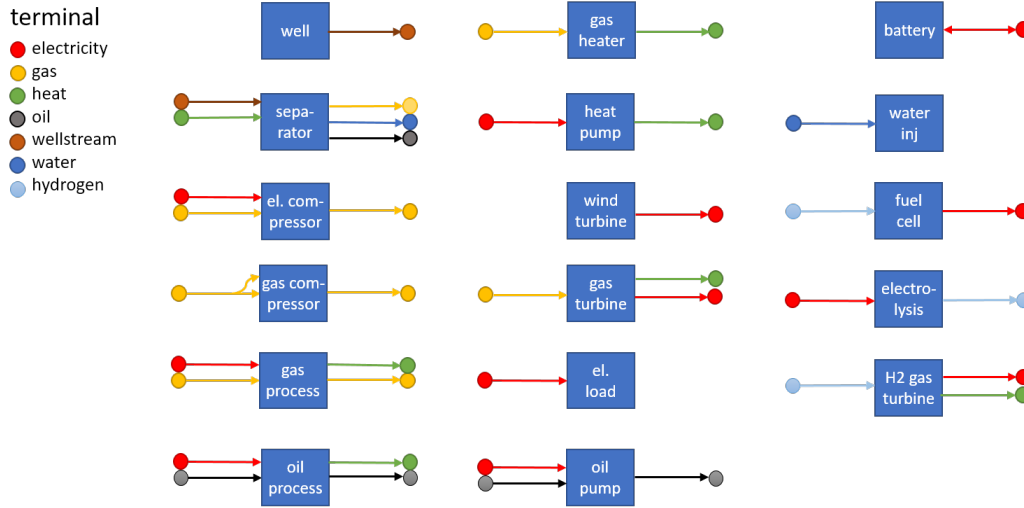 terminal
electricity
gas
heat
oil
wellstream
water
hydrogen
well
sepa-
rator
el. com-
pressor
gas com-
pressor
gas
process
oil
process
gas
heater
heat
pump
wind
turbine
gas
turbine
el.
load
oil
pump
battery
water
inj
fuel
cell
electro-
lysis
H2 gas
turbine